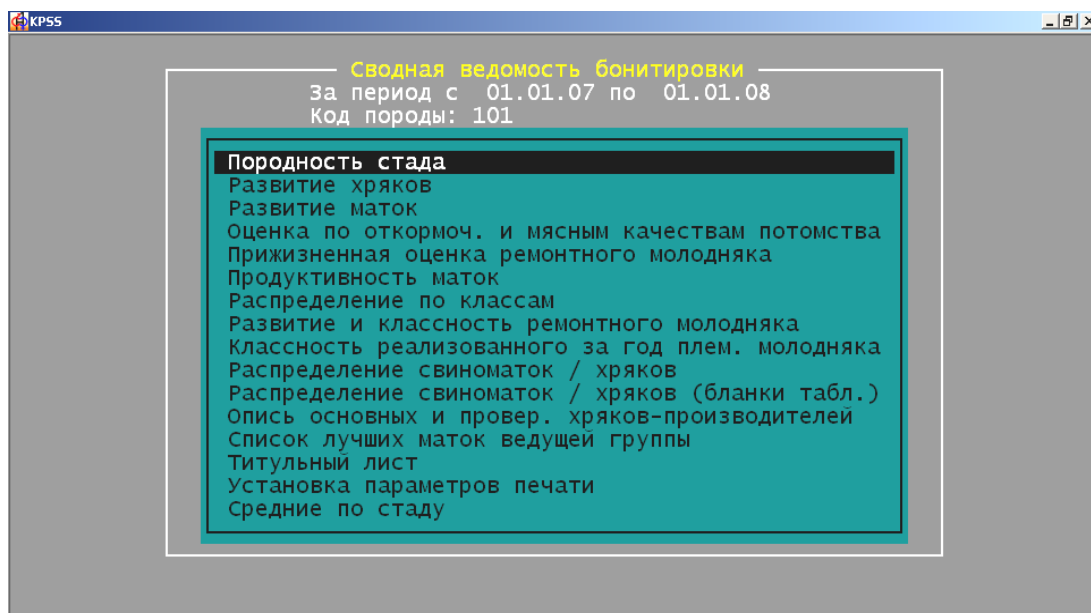 KPSS
Сводная ведомость бонитировки
За период с 01.01.07 по 01.01.08
Код породы: 101
Породность стада
Развитие хряков
Развитие маток
Оценка по откормоч. и мясным качествам потомства
Прижизненная оценка ремонтного молодняка
Продуктивность маток
Распределение по классам
Развитие и классность ремонтного молодняка
Классность реализованного за год плем. молодняка
Распределение свиноматок / хряков
Распределение свиноматок / хряков (бланки табл.)
Опись основных и провер. хряков-производителей
Список лучших маток ведущей группы
Титульный лист
Установка параметров печати
Средние по стаду